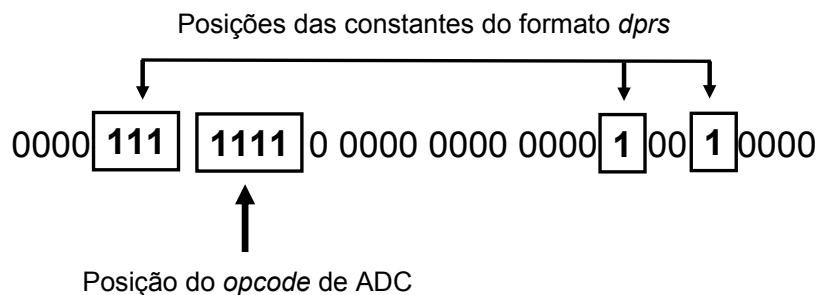 Posições das constantes do formato dprs
0000 111 1111 0 0000 0000 0000 1 00 1 0000
Posição do opcode de ADC